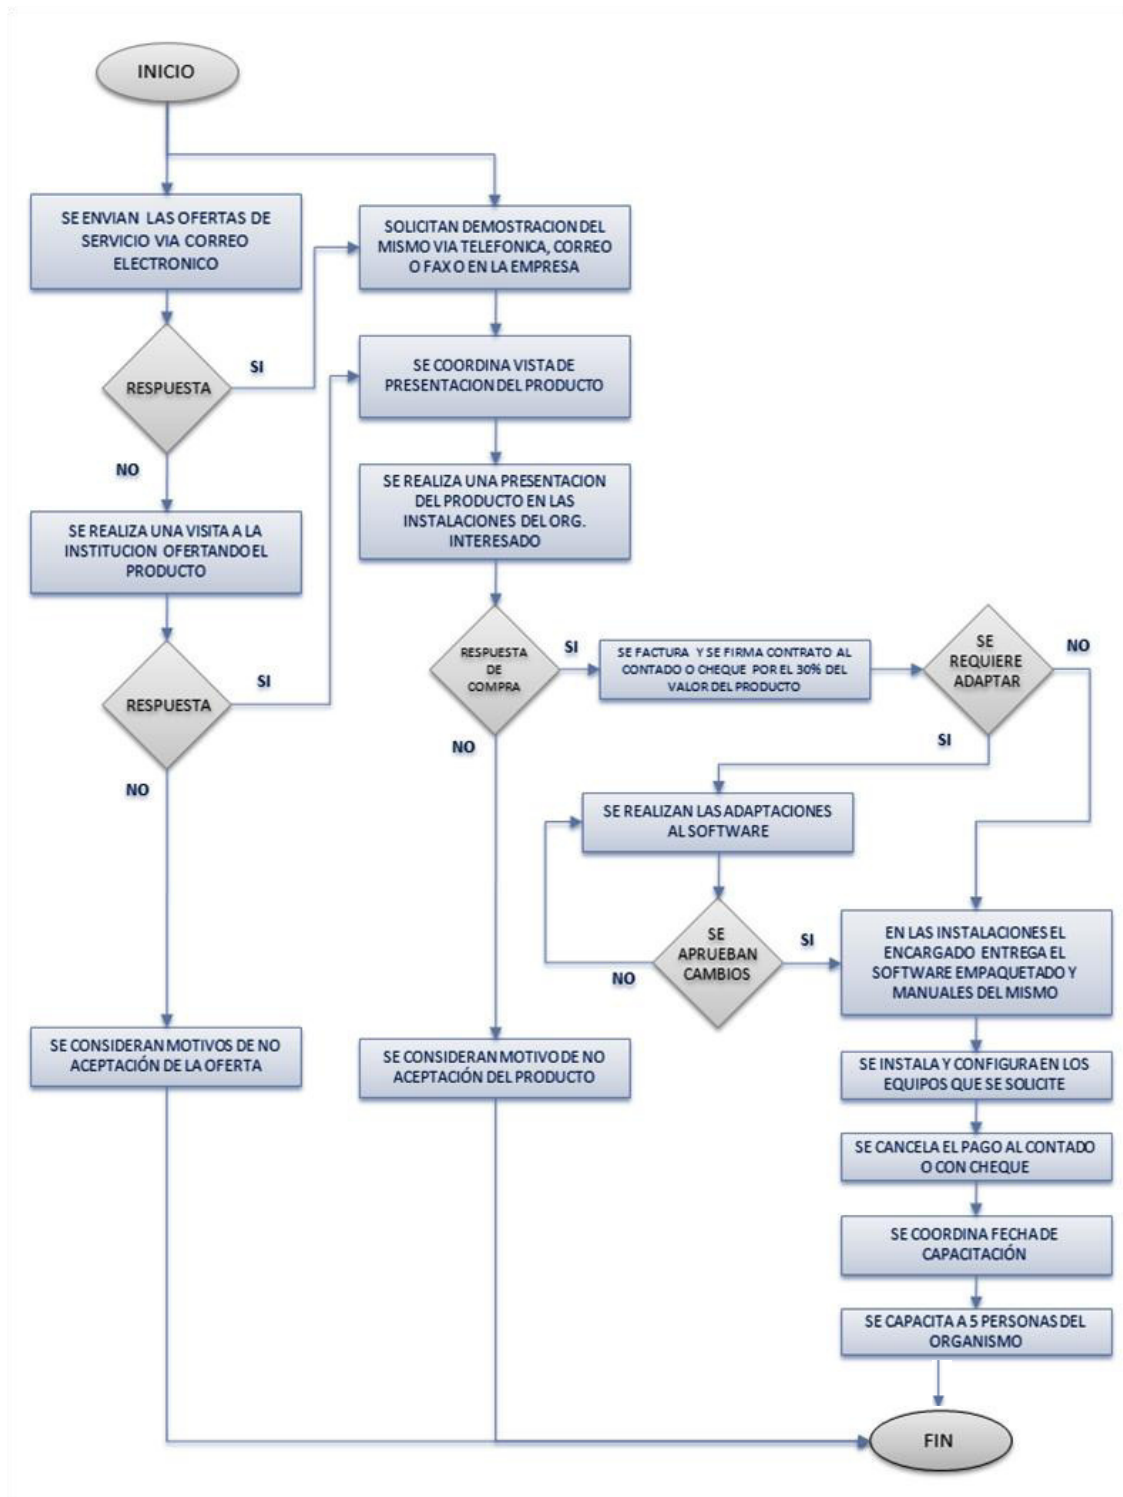 INICIO
SE ENVIAN LAS OFERTAS DE
SERVICIO VIA CORREO
ELECTRONICO
SOLICITAN DEMOSTRACION DEL
MISMO VIA TELEFONICA, CORREO
O FAX O EN LA EMPRESA
RESPUESTA
SI
NO
SE COORDINA VISTA DE
PRESENTACION DEL PRODUCTO
SE REALIZA UNA VISITA A LA
INSTITUCION OFERTANDO EL
PRODUCTO
SE REALIZA UNA PRESENTACION
DEL PRODUCTO EN LAS
INSTALACIONES DEL ORG.
INTERESADO
RESPUESTA
SI
NO
RESPUESTA
DE
COMPRA
SI
NO
SE FACTURA Y SE FIRMA CONTRATO AL
CONTADO O CHEQUE POR EL 30% DEL
VALOR DEL PRODUCTO
SE
REQUIERE
ADAPTAR
NO
SI
SE REALIZAN LAS ADAPTACIONES
AL SOFTWARE
SE
APRUEBAN
CAMBIOS
SI
NO
EN LAS INSTALACIONES EL
ENCARGADO ENTREGA EL
SOFTWARE EMPAQUETADO Y
MANUALES DEL MISMO
SE CONSIDERAN MOTIVOS DE NO
ACEPTACIÓN DE LA OFERTA
SE CONSIDERAN MOTIVO DE NO
ACEPTACIÓN DEL PRODUCTO
SE INSTALA Y CONFIGURA EN LOS
EQUIPOS QUE SE SOLICITE
SE CANCELA EL PAGO AL CONTADO
O CON CHEQUE
SE COORDINA FECHA DE
CAPACITACIÓN
SE CAPACITA A 5 PERSONAS DEL
ORGANISMO
FIN